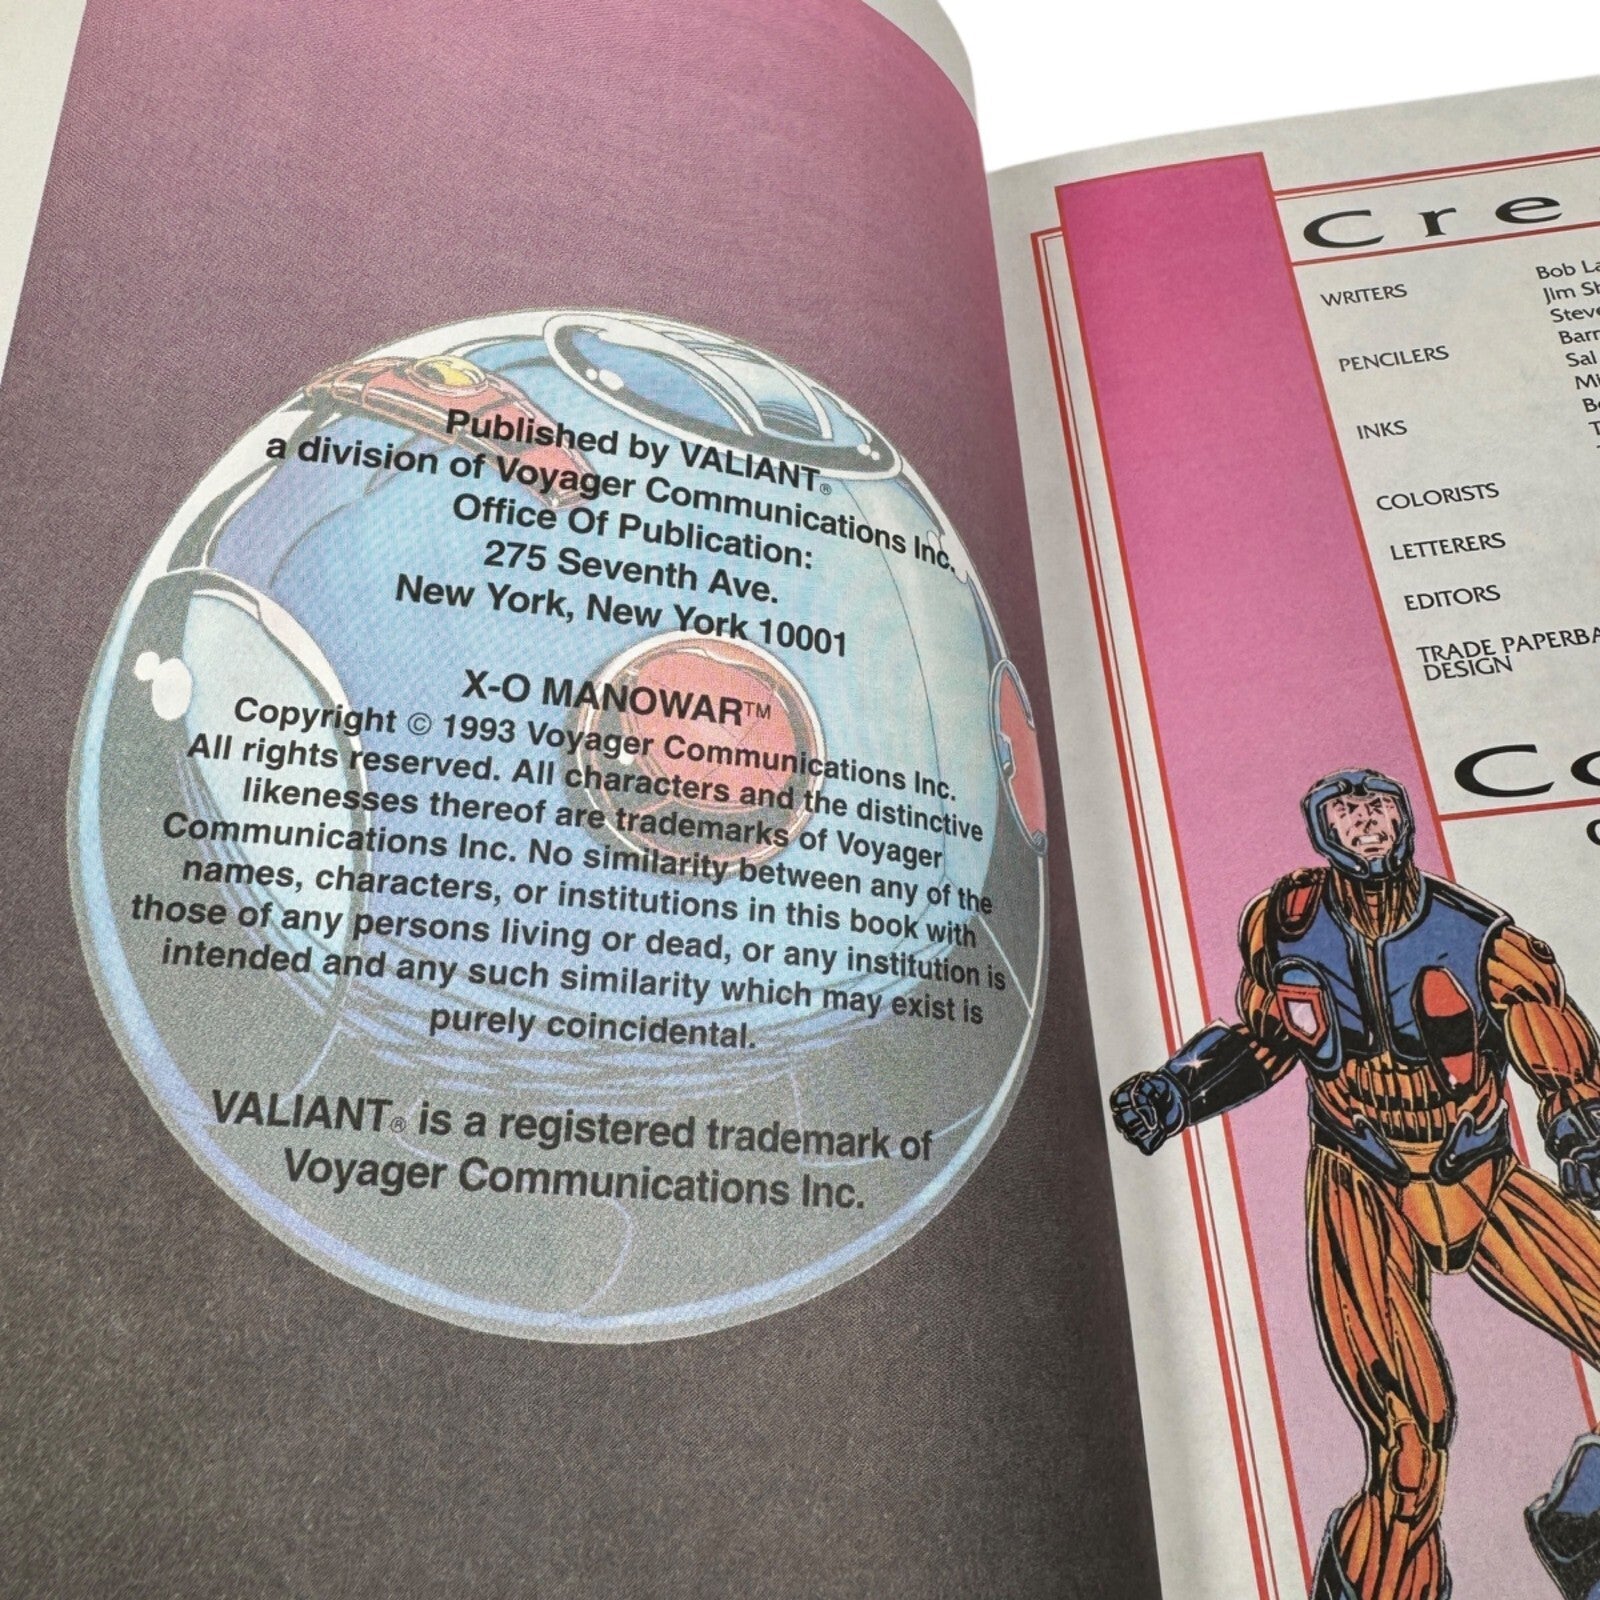 Published by VALIANT®
a division of Voyager Communications Inc.
Office Of Publication:
275 Seventh Ave.
New York, New York 10001
X-O MANOWAR™
Copyright © 1993 Voyager Communications Inc.
All rights reserved. All characters and the distinctive
likenesses thereof are trademarks of Voyager
Communications Inc. No similarity between any of the
names, characters, or institutions in this book with
those of any persons living or dead, or any institution is
intended and any such similarity which may exist is
purely coincidental.
VALIANT® is a registered trademark of
Voyager Communications Inc.
WRITERS
Bob
Jim
PENCILERS
Sal
INKS
COLORISTS
LETTERERS
EDITORS
TRADE
DESIGN